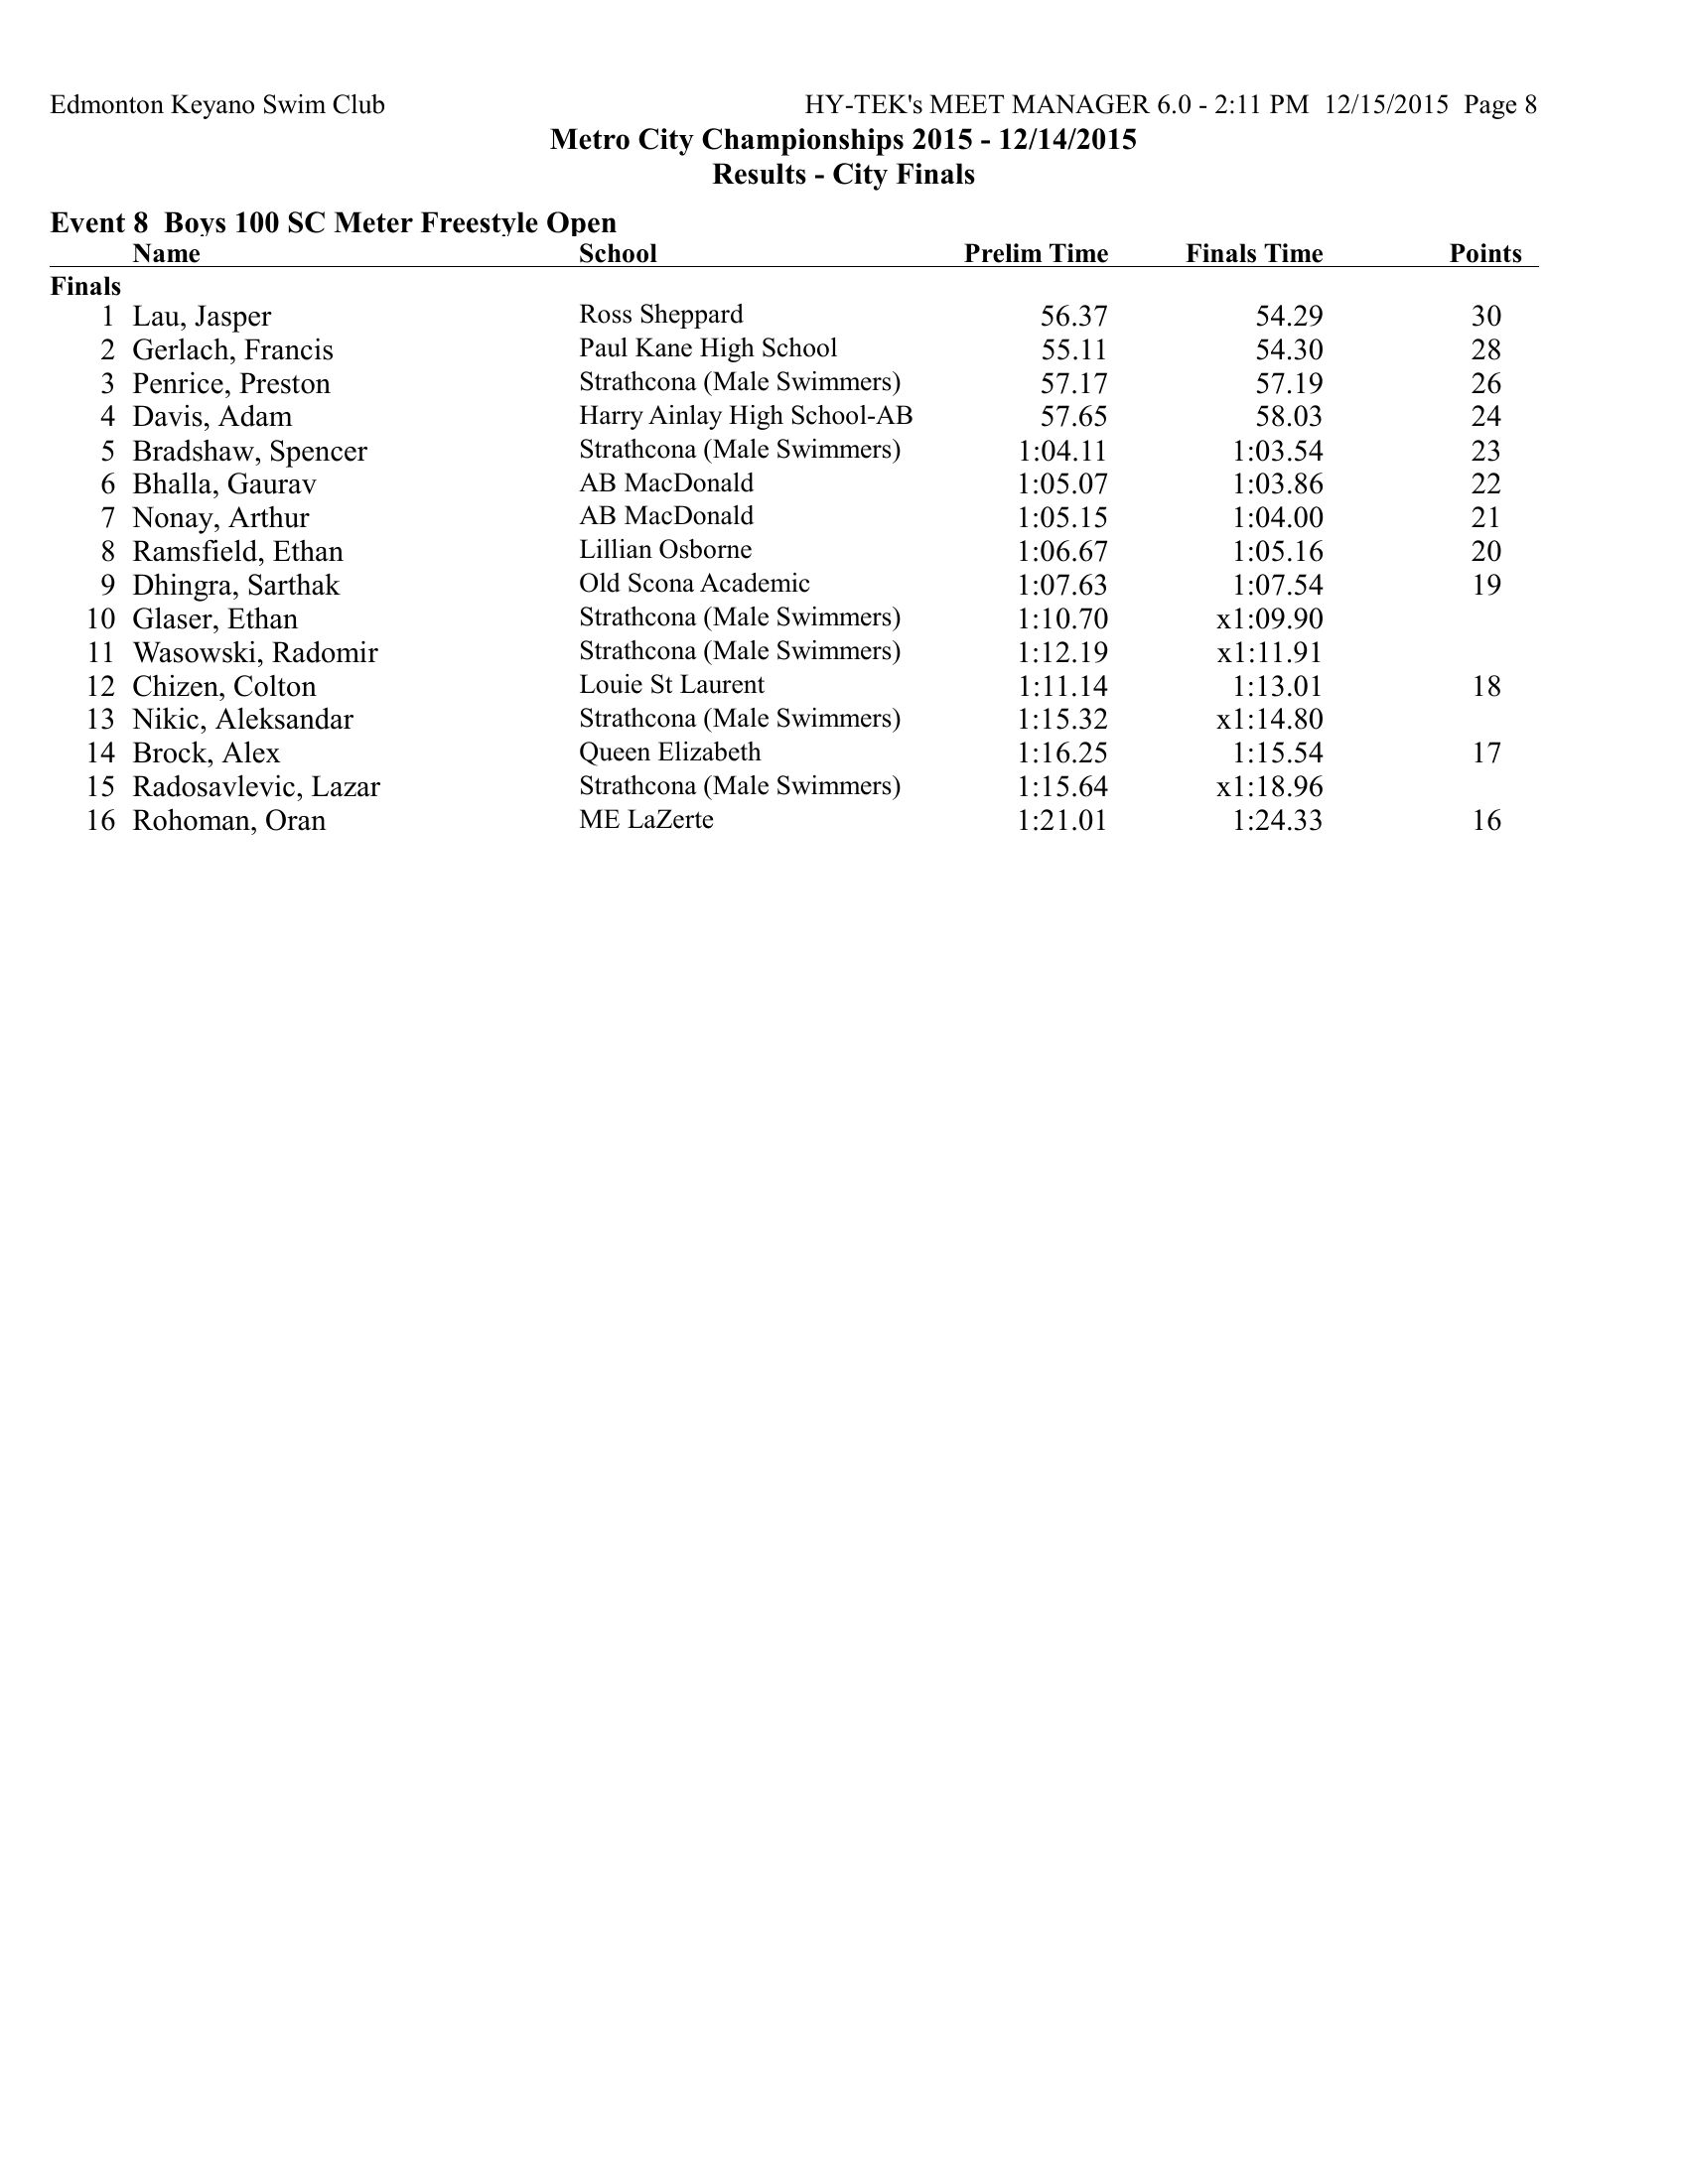 Edmonton Keyano Swim Club HY-TEK's MEET MANAGER 6.0 - 2:11 PM 12/15/2015 Page 8
Metro City Championships 2015 - 12/14/2015
Results - City Finals
Event 8 Boys 100 SC Meter Freestyle Open
Name School Prelim Time Finals Time Points
Finals
1 Lau, Jasper Ross Sheppard 56.37 54.29 30
2 Gerlach, Francis Paul Kane High School 55.11 54.30 28
3 Penrice, Preston Strathcona (Male Swimmers) 57.17 57.19 26
4 Davis, Adam Harry Ainlay High School-AB 57.65 58.03 24
5 Bradshaw, Spencer Strathcona (Male Swimmers) 1:04.11 1:03.54 23
6 Bhalla, Gaurav AB MacDonald 1:05.07 1:03.86 22
7 Nonay, Arthur AB MacDonald 1:05.15 1:04.00 21
8 Ramsfield, Ethan Lillian Osborne 1:06.67 1:05.16 20
9 Dhingra, Sarthak Old Scona Academic 1:07.63 1:07.54 19
10 Glaser, Ethan Strathcona (Male Swimmers) 1:10.70 x1:09.90
11 Wasowski, Radomir Strathcona (Male Swimmers) 1:12.19 x1:11.91
12 Chizen, Colton Louie St Laurent 1:11.14 1:13.01 18
13 Nikic, Aleksandar Strathcona (Male Swimmers) 1:15.32 x1:14.80
14 Brock, Alex Queen Elizabeth 1:16.25 1:15.54 17
15 Radosavlevic, Lazar Strathcona (Male Swimmers) 1:15.64 x1:18.96
16 Rohoman, Oran ME LaZerte 1:21.01 1:24.33 16